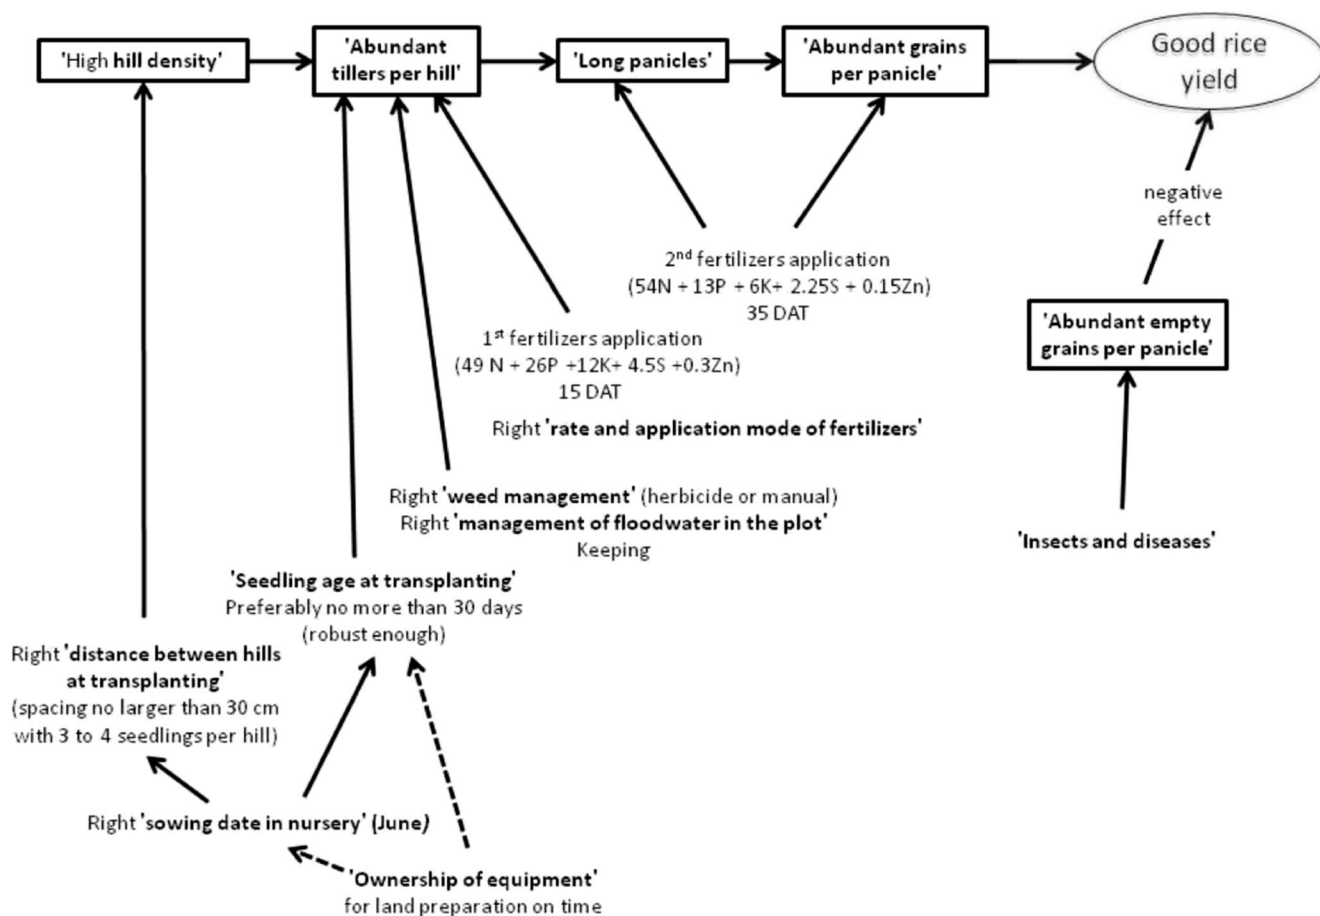 'High hill density'
'Abundant
tillers per hill'
'Long panicles'
'Abundant grains
per panicle'
Good rice
yield
negative
effect
2nd fertilizers application
(54N + 13P + 6K+ 2.25S + 0.15Zn)
35 DAT
'Abundant empty
grains per panicle'
1st fertilizers application
(49 N + 26P +12K+ 4.5S +0.3Zn)
15 DAT
Right 'rate and application mode of fertilizers'
Right 'weed management' (herbicide or manual)
Right 'management of floodwater in the plot'
Keeping
'Insects and diseases'
'Seedling age at transplanting'
Preferably no more than 30 days
(robust enough)
Right 'distance between hills
at transplanting'
(spacing no larger than 30 cm
with 3 to 4 seedlings per hill)
Right 'sowing date in nursery' (June)
'Ownership of equipment'
for land preparation on time